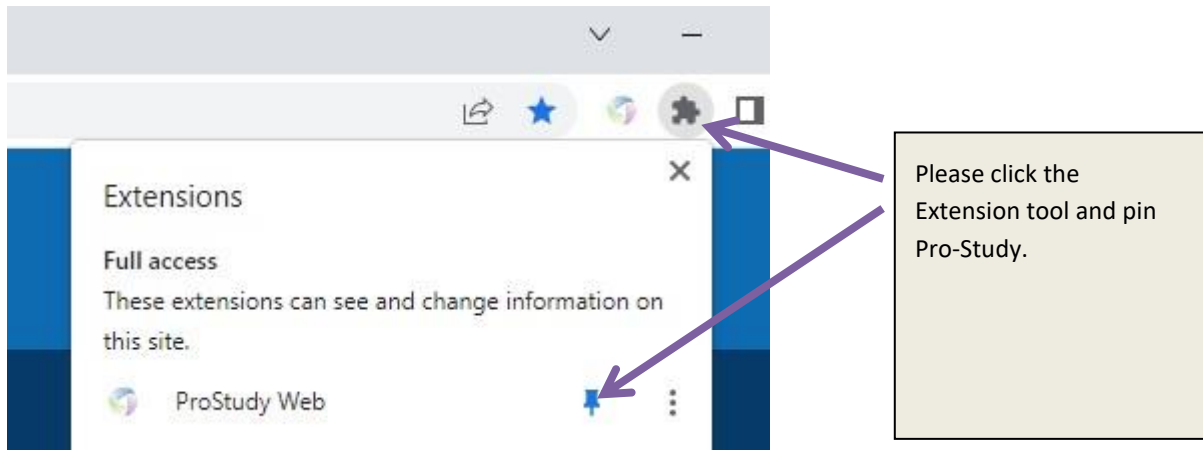 Extensions
Full access
These extensions can see and change information on
this site.
ProStudy Web
Please click the
Extension tool and pin
Pro-Study.